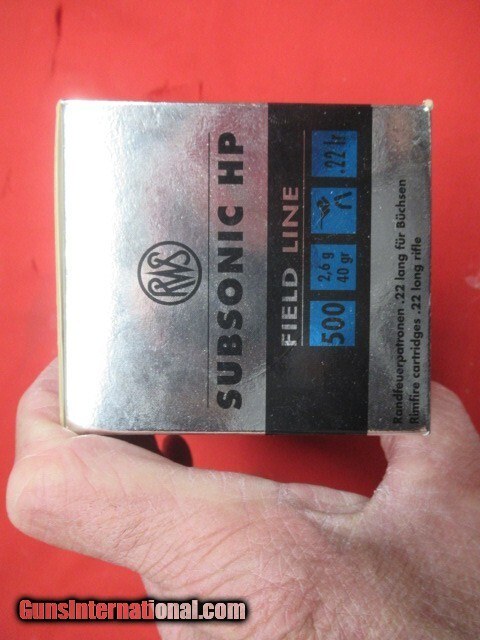 RWS
SUBSONIC HP
FIELD LINE
500
2,6 g
40 gr
.22 lr
Randfeuerpatronen .22 lang für Büchsen
Rimfire cartridges .22 long rifle
GunsInternational.com